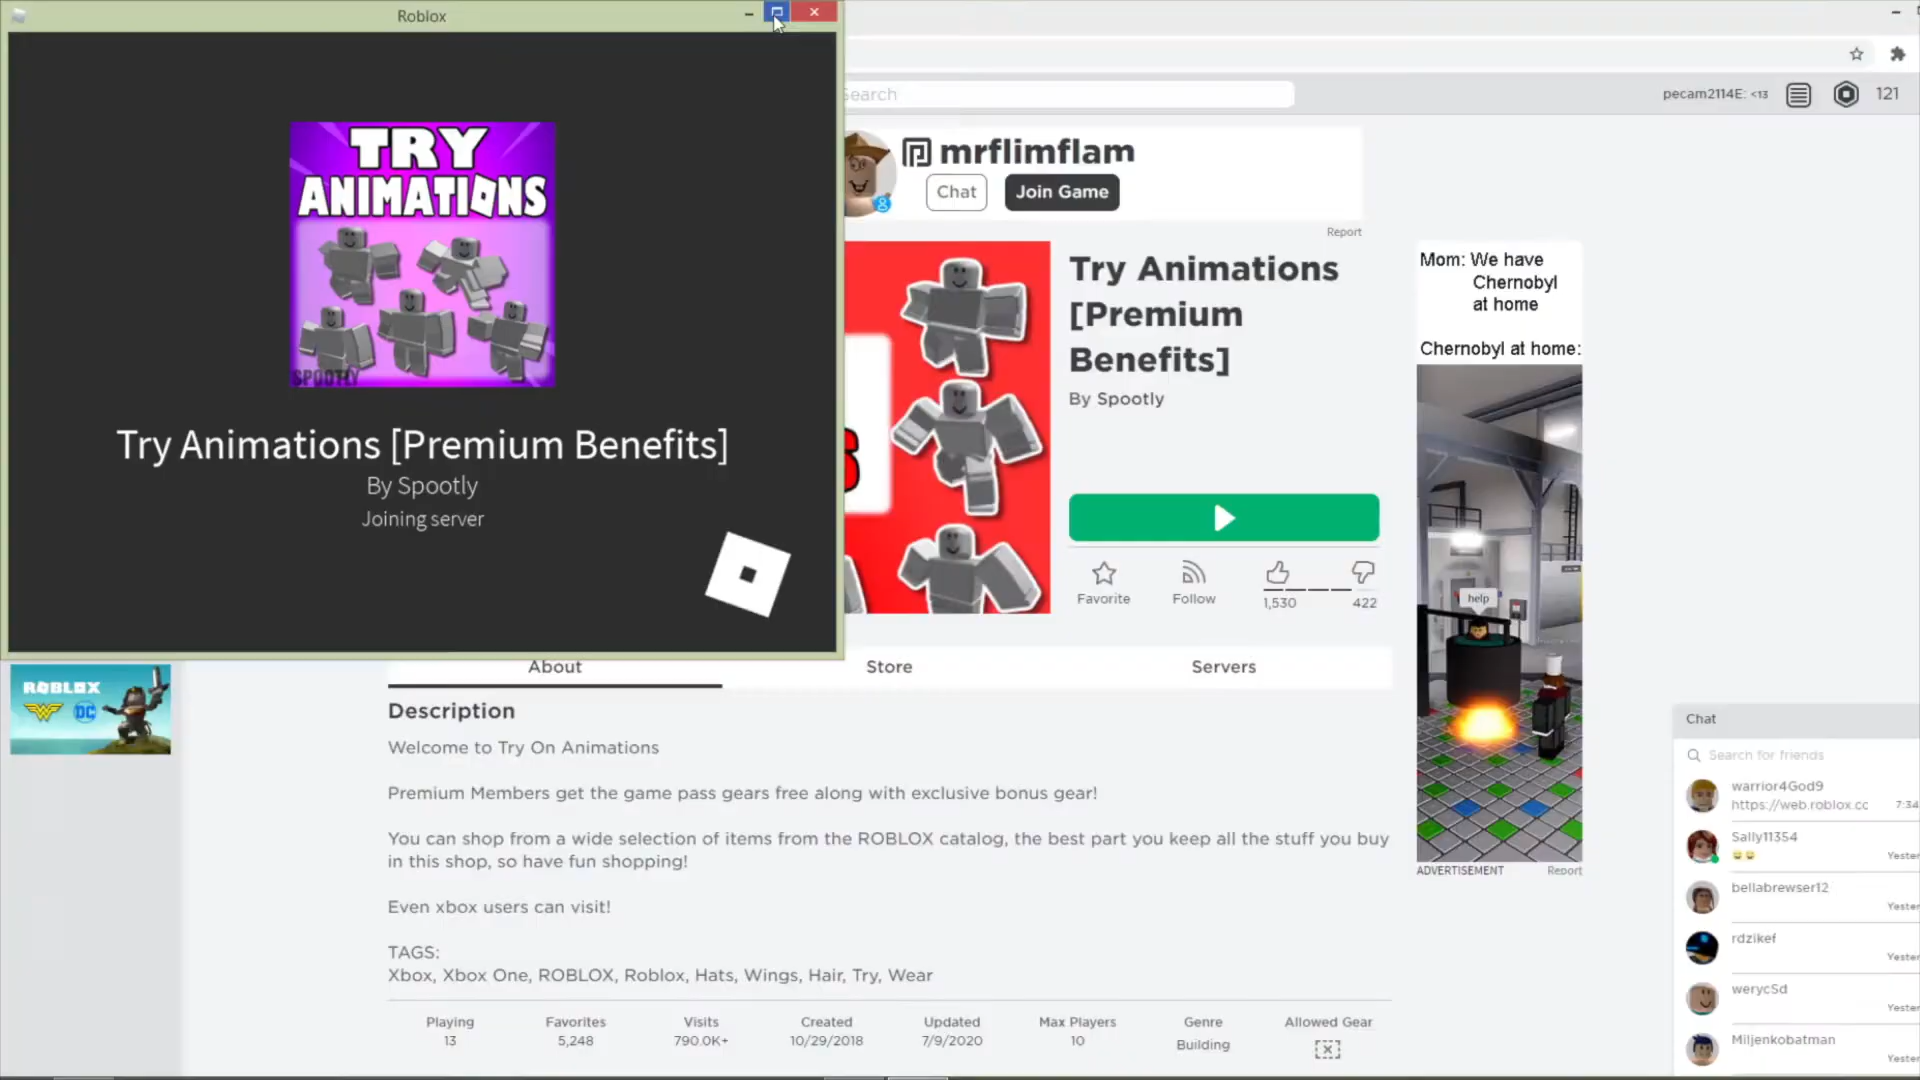 Roblox
TRY
ANIMATIONS
SPOOTLY
Try Animations [Premium Benefits]
By Spootly
Joining server
Search
pecam2114E: <13
121
mrflimflam
Chat
Join Game
Report
Try Animations
[Premium
Benefits]
By Spootly
Favorite
Follow
1,530
422
Mom: We have
Chernobyl
at home
Chernobyl at home:
help
ADVERTISEMENT
Report
ROBLOX
DC
About
Store
Servers
Description
Welcome to Try On Animations
Premium Members get the game pass gears free along with exclusive bonus gear!
You can shop from a wide selection of items from the ROBLOX catalog, the best part you keep all the stuff you buy
in this shop, so have fun shopping!
Even xbox users can visit!
TAGS:
Xbox, Xbox One, ROBLOX, Roblox, Hats, Wings, Hair, Try, Wear
Playing
13
Favorites
5,248
Visits
790.0K+
Created
10/29/2018
Updated
7/9/2020
Max Players
10
Genre
Building
Allowed Gear
Chat
Search for friends
warrior4God9
https://web.roblox.cc
7:34
Sally11354
Yester
bellabrewser12
Yester
rdzikef
Yester
werycSd
Yester
Miljenkobatman
Yester